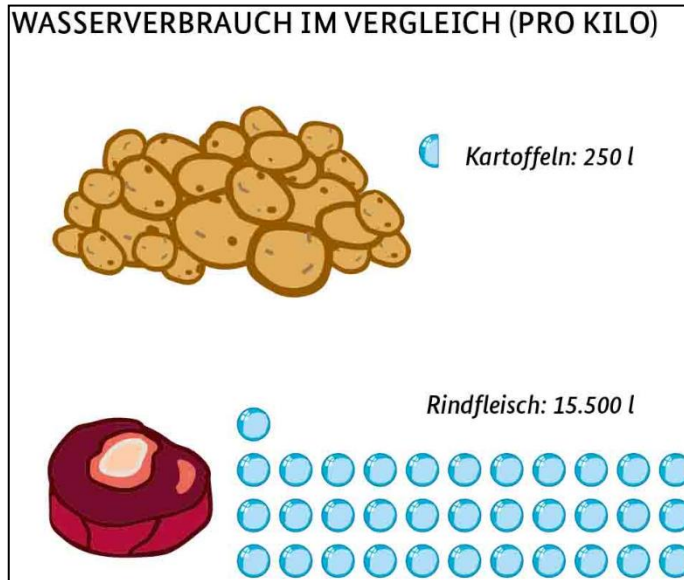 WASSERVERBRAUCH IM VERGLEICH (PRO KILO)
Kartoffeln: 250 l
Rindfleisch: 15.500 l